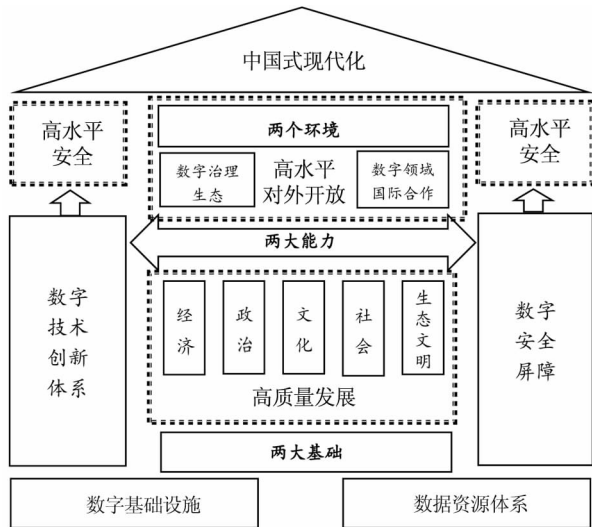 中国式现代化
高水平
安全
两个环境
数字治理
生态
高水平
对外开放
数字领域
国际合作
高水平
安全
两大能力
数字
技术
创新
体系
经济
政治
文化
社会
生态文明
高质量发展
数字
安全
屏障
两大基础
数字基础设施
数据资源体系